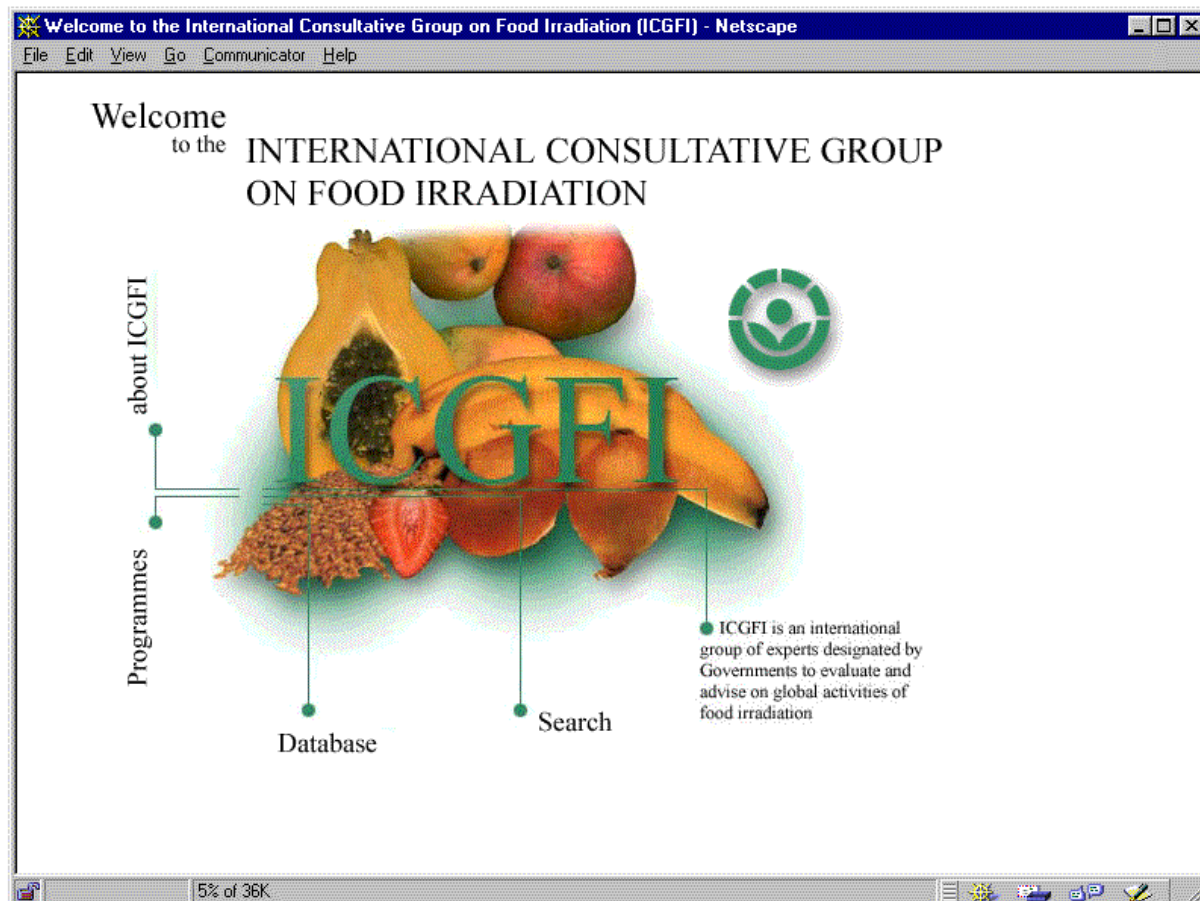 Welcome to the International Consultative Group on Food Irradiation (ICGFI) - Netscape
File Edit View Go Communicator Help
Welcome
to the
INTERNATIONAL CONSULTATIVE GROUP
ON FOOD IRRADIATION
about ICGFI
ICGFI
Programmes
ICGFI is an international
group of experts designated by
Governments to evaluate and
advise on global activities of
food irradiation
Search
Database
5% of 36K